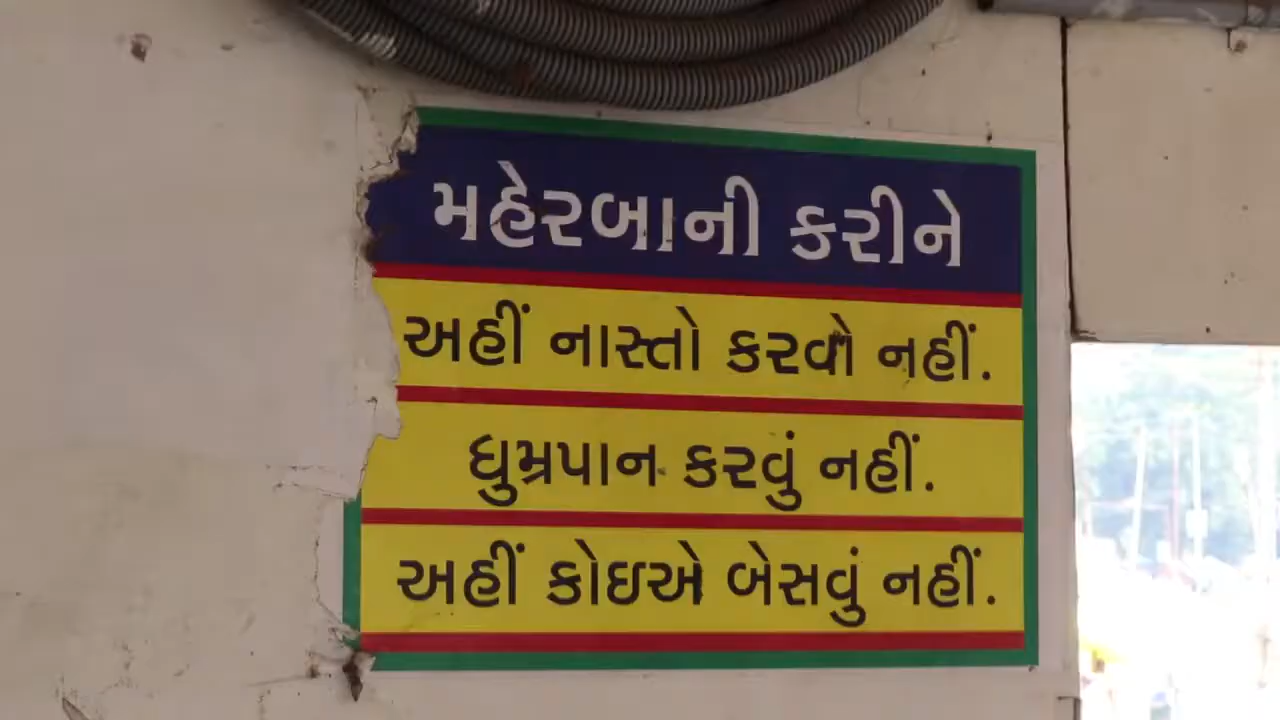 મહેરબાની કરીને
અહીં નાસ્તો કરવો નહીં.
ધુમ્રપાન કરવું નહીં.
અહીં કોઇએ બેસવું નહીં.